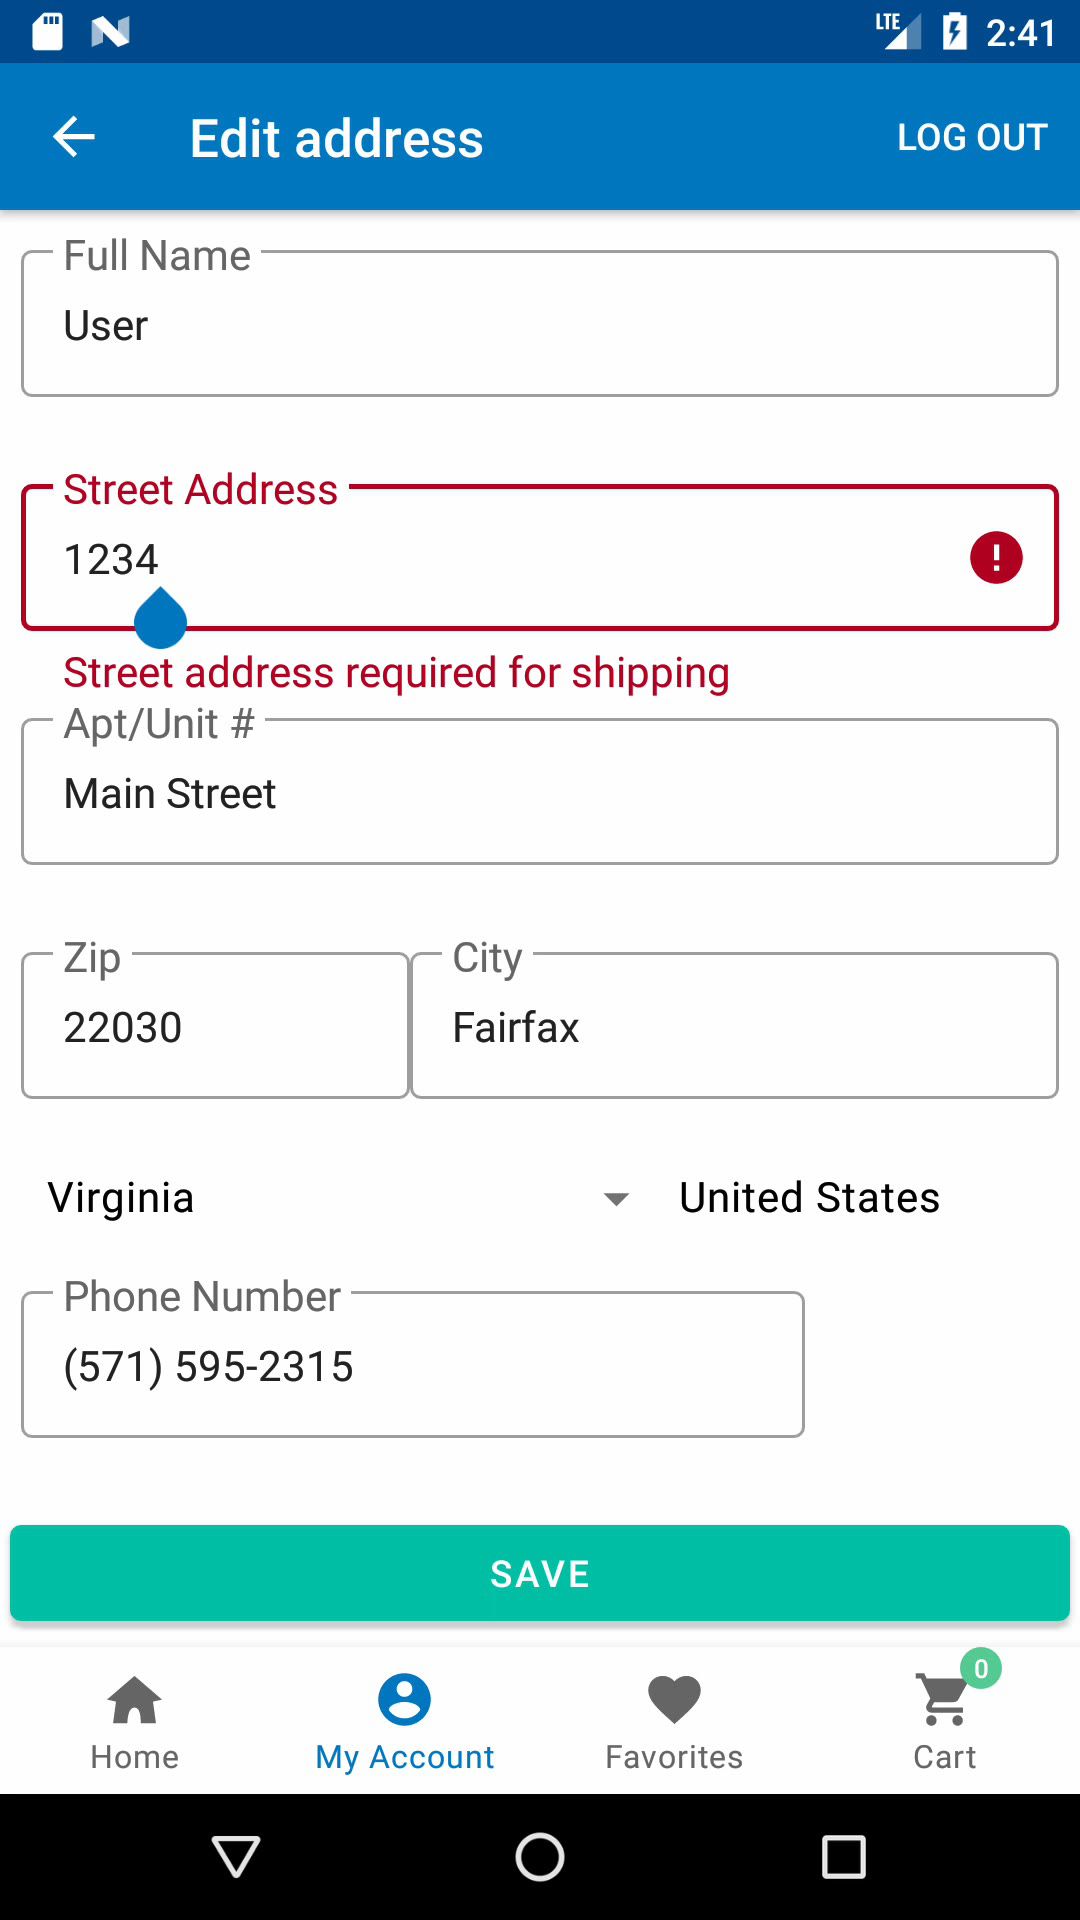 LTE 2:41
Edit address LOG OUT
Full Name
User
Street Address
1234
!
Street address required for shipping
Apt/Unit #
Main Street
Zip City
22030 Fairfax
Virginia United States
Phone Number
(571) 595-2315
SAVE
0
Home My Account Favorites Cart